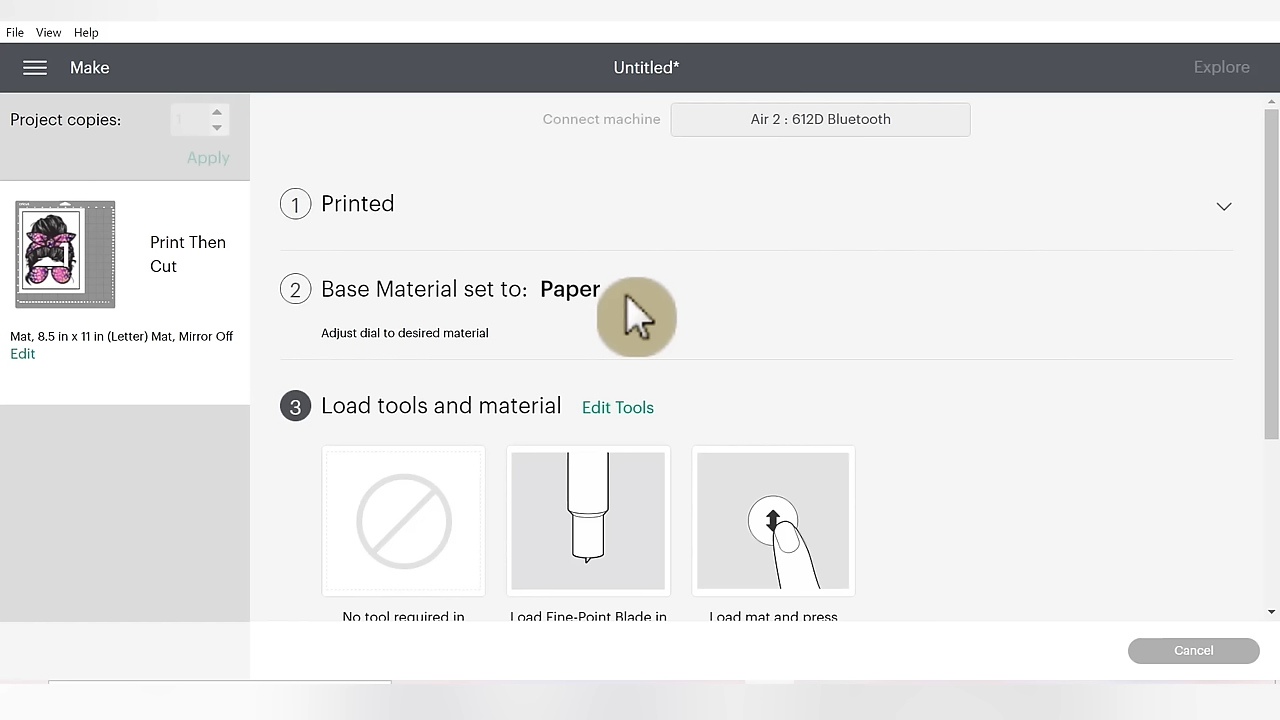 File View Help
Make
Untitled*
Explore
Project copies:
1
Apply
Connect machine
Air 2 : 612D Bluetooth
Print Then
Cut
Mat, 8.5 in x 11 in (Letter) Mat, Mirror Off
Edit
1 Printed
2 Base Material set to: Paper
Adjust dial to desired material
3 Load tools and material Edit Tools
No tool required in
Load Fine-Point Blade in
Load mat and press
Cancel